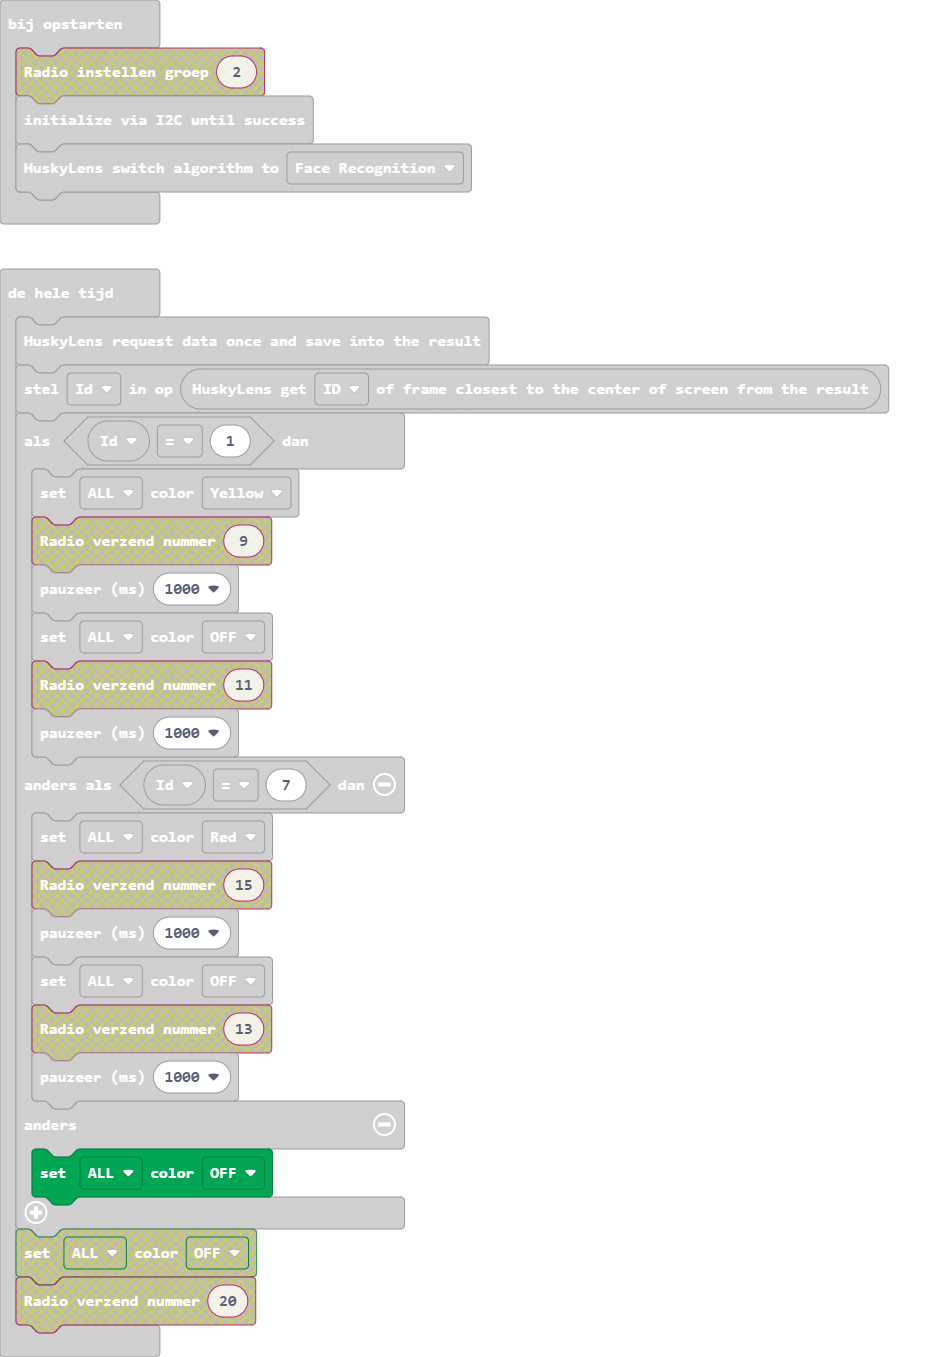 bij opstarten
Radio instellen groep 2
initialize via I2C until success
HuskyLens switch algorithm to Face Recognition
de hele tijd
HuskyLens request data once and save into the result
stel Id in op HuskyLens get ID of frame closest to the center of screen from the result
als Id = 1 dan
set ALL color Yellow
Radio verzend nummer 9
pauzeer (ms) 1000
set ALL color OFF
Radio verzend nummer 11
pauzeer (ms) 1000
anders als Id = 7 dan
set ALL color Red
Radio verzend nummer 15
pauzeer (ms) 1000
set ALL color OFF
Radio verzend nummer 13
pauzeer (ms) 1000
anders
set ALL color OFF
set ALL color OFF
Radio verzend nummer 20